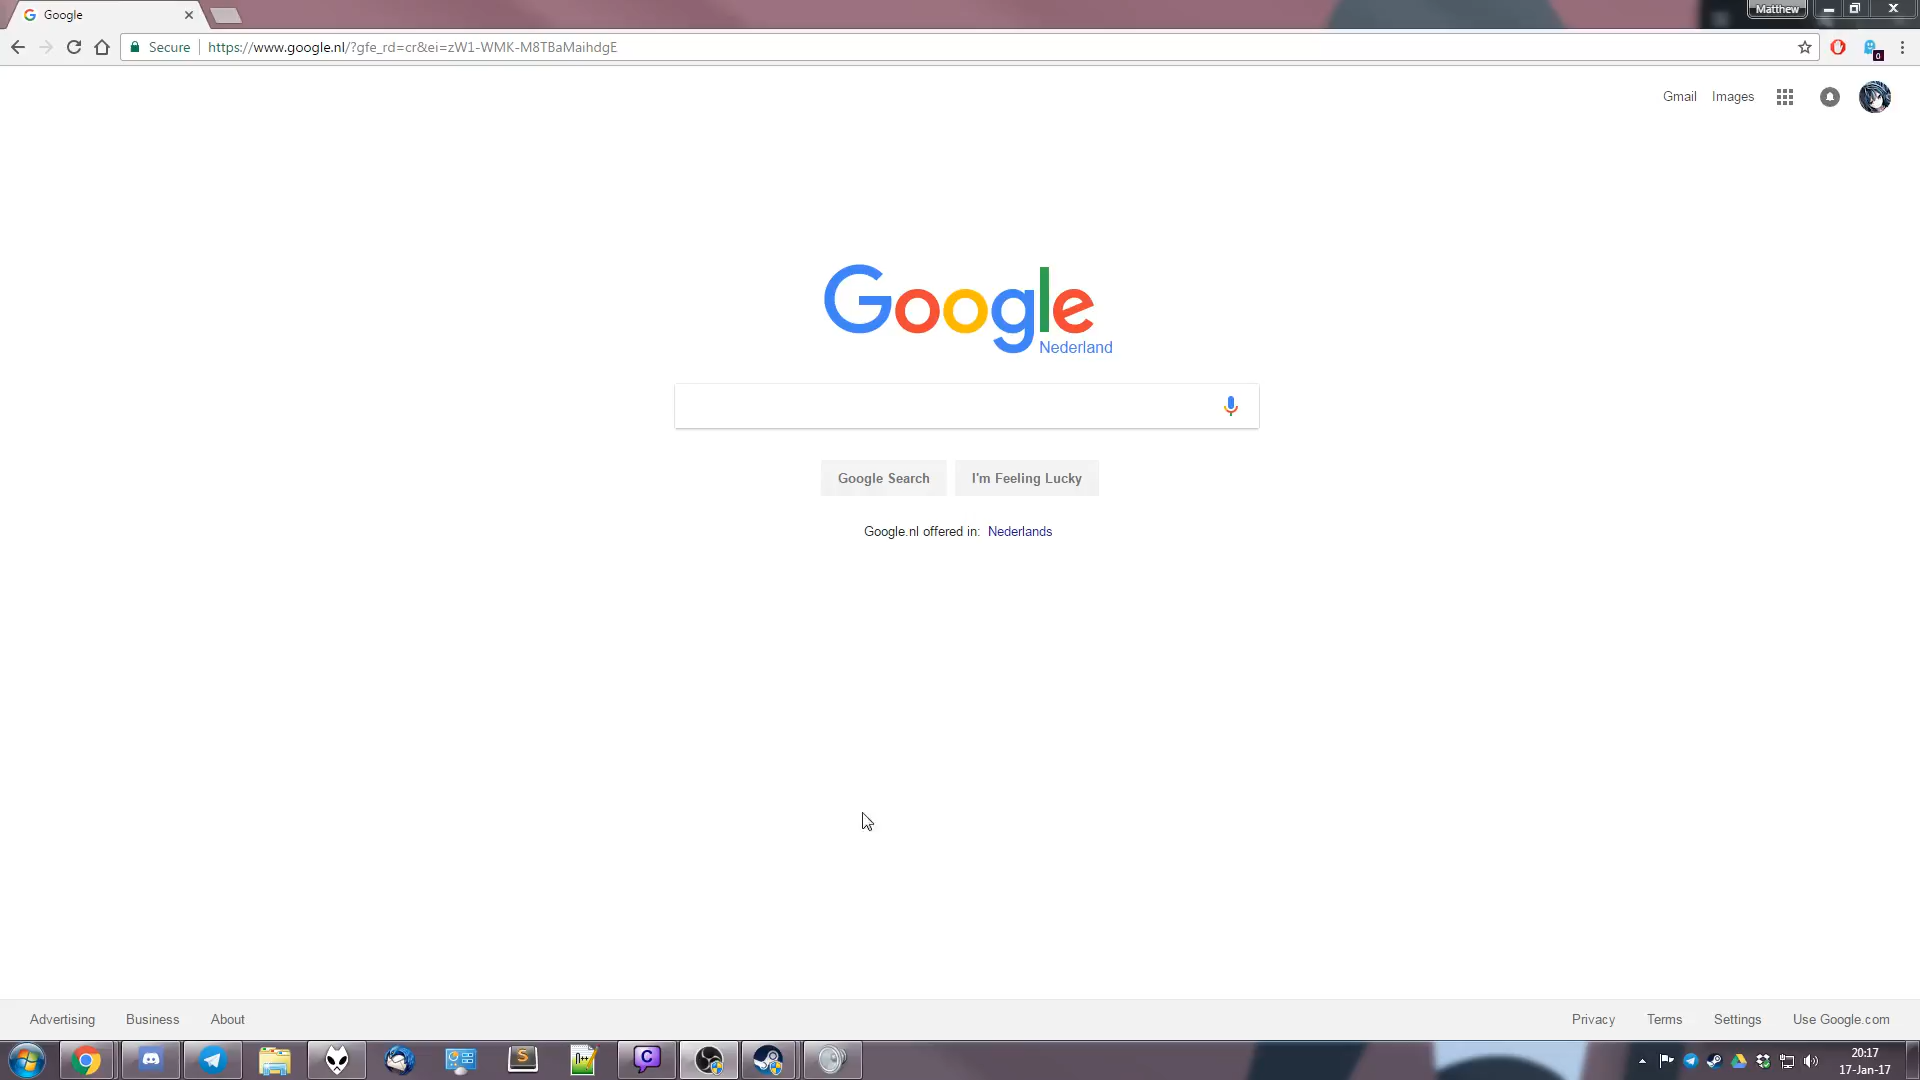 Google
Matthew
Secure
https://www.google.nl/?gfe_rd=cr&ei=zW1-WMK-M8TBaMaihdgE
0
Gmail
Images
Google
Nederland
Google Search
I'm Feeling Lucky
Google.nl offered in: Nederlands
Advertising
Business
About
Privacy
Terms
Settings
Use Google.com
S
n++
C
20:17
17-Jan-17